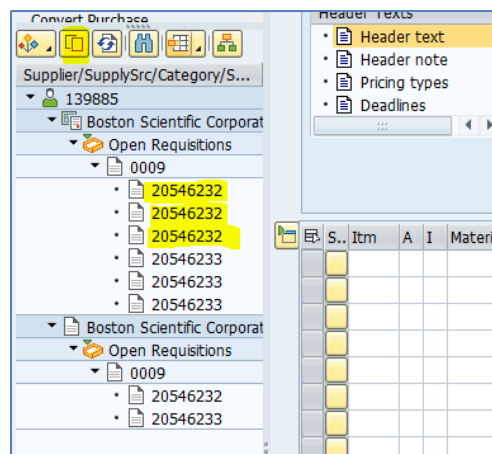 Convert Purchase
Supplier/SupplySrc/Category/S...
139885
Boston Scientific Corporat
Open Requisitions
0009
20546232
20546232
20546232
20546233
20546233
20546233
Boston Scientific Corporat
Open Requisitions
0009
20546232
20546233
Header Texts
Header text
Header note
Pricing types
Deadlines
S.. Itm A I Materi